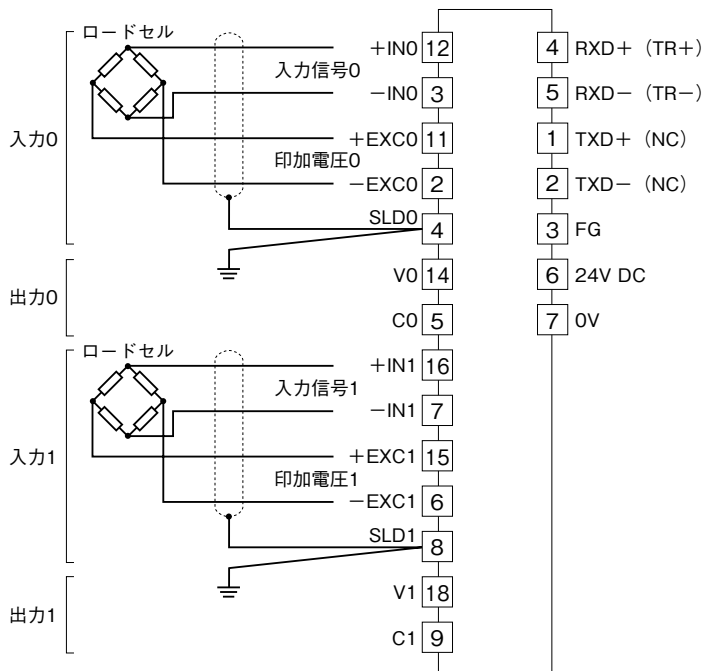 ロードセル
入力信号0
印加電圧0
入力0
+IN0 12
−IN0 3
+EXC0 11
−EXC0 2
SLD0 4
出力0
V0 14
C0 5
ロードセル
入力信号1
印加電圧1
入力1
+IN1 16
−IN1 7
+EXC1 15
−EXC1 6
SLD1 8
出力1
V1 18
C1 9
4 RXD+ (TR+)
5 RXD− (TR−)
1 TXD+ (NC)
2 TXD− (NC)
3 FG
6 24V DC
7 0V